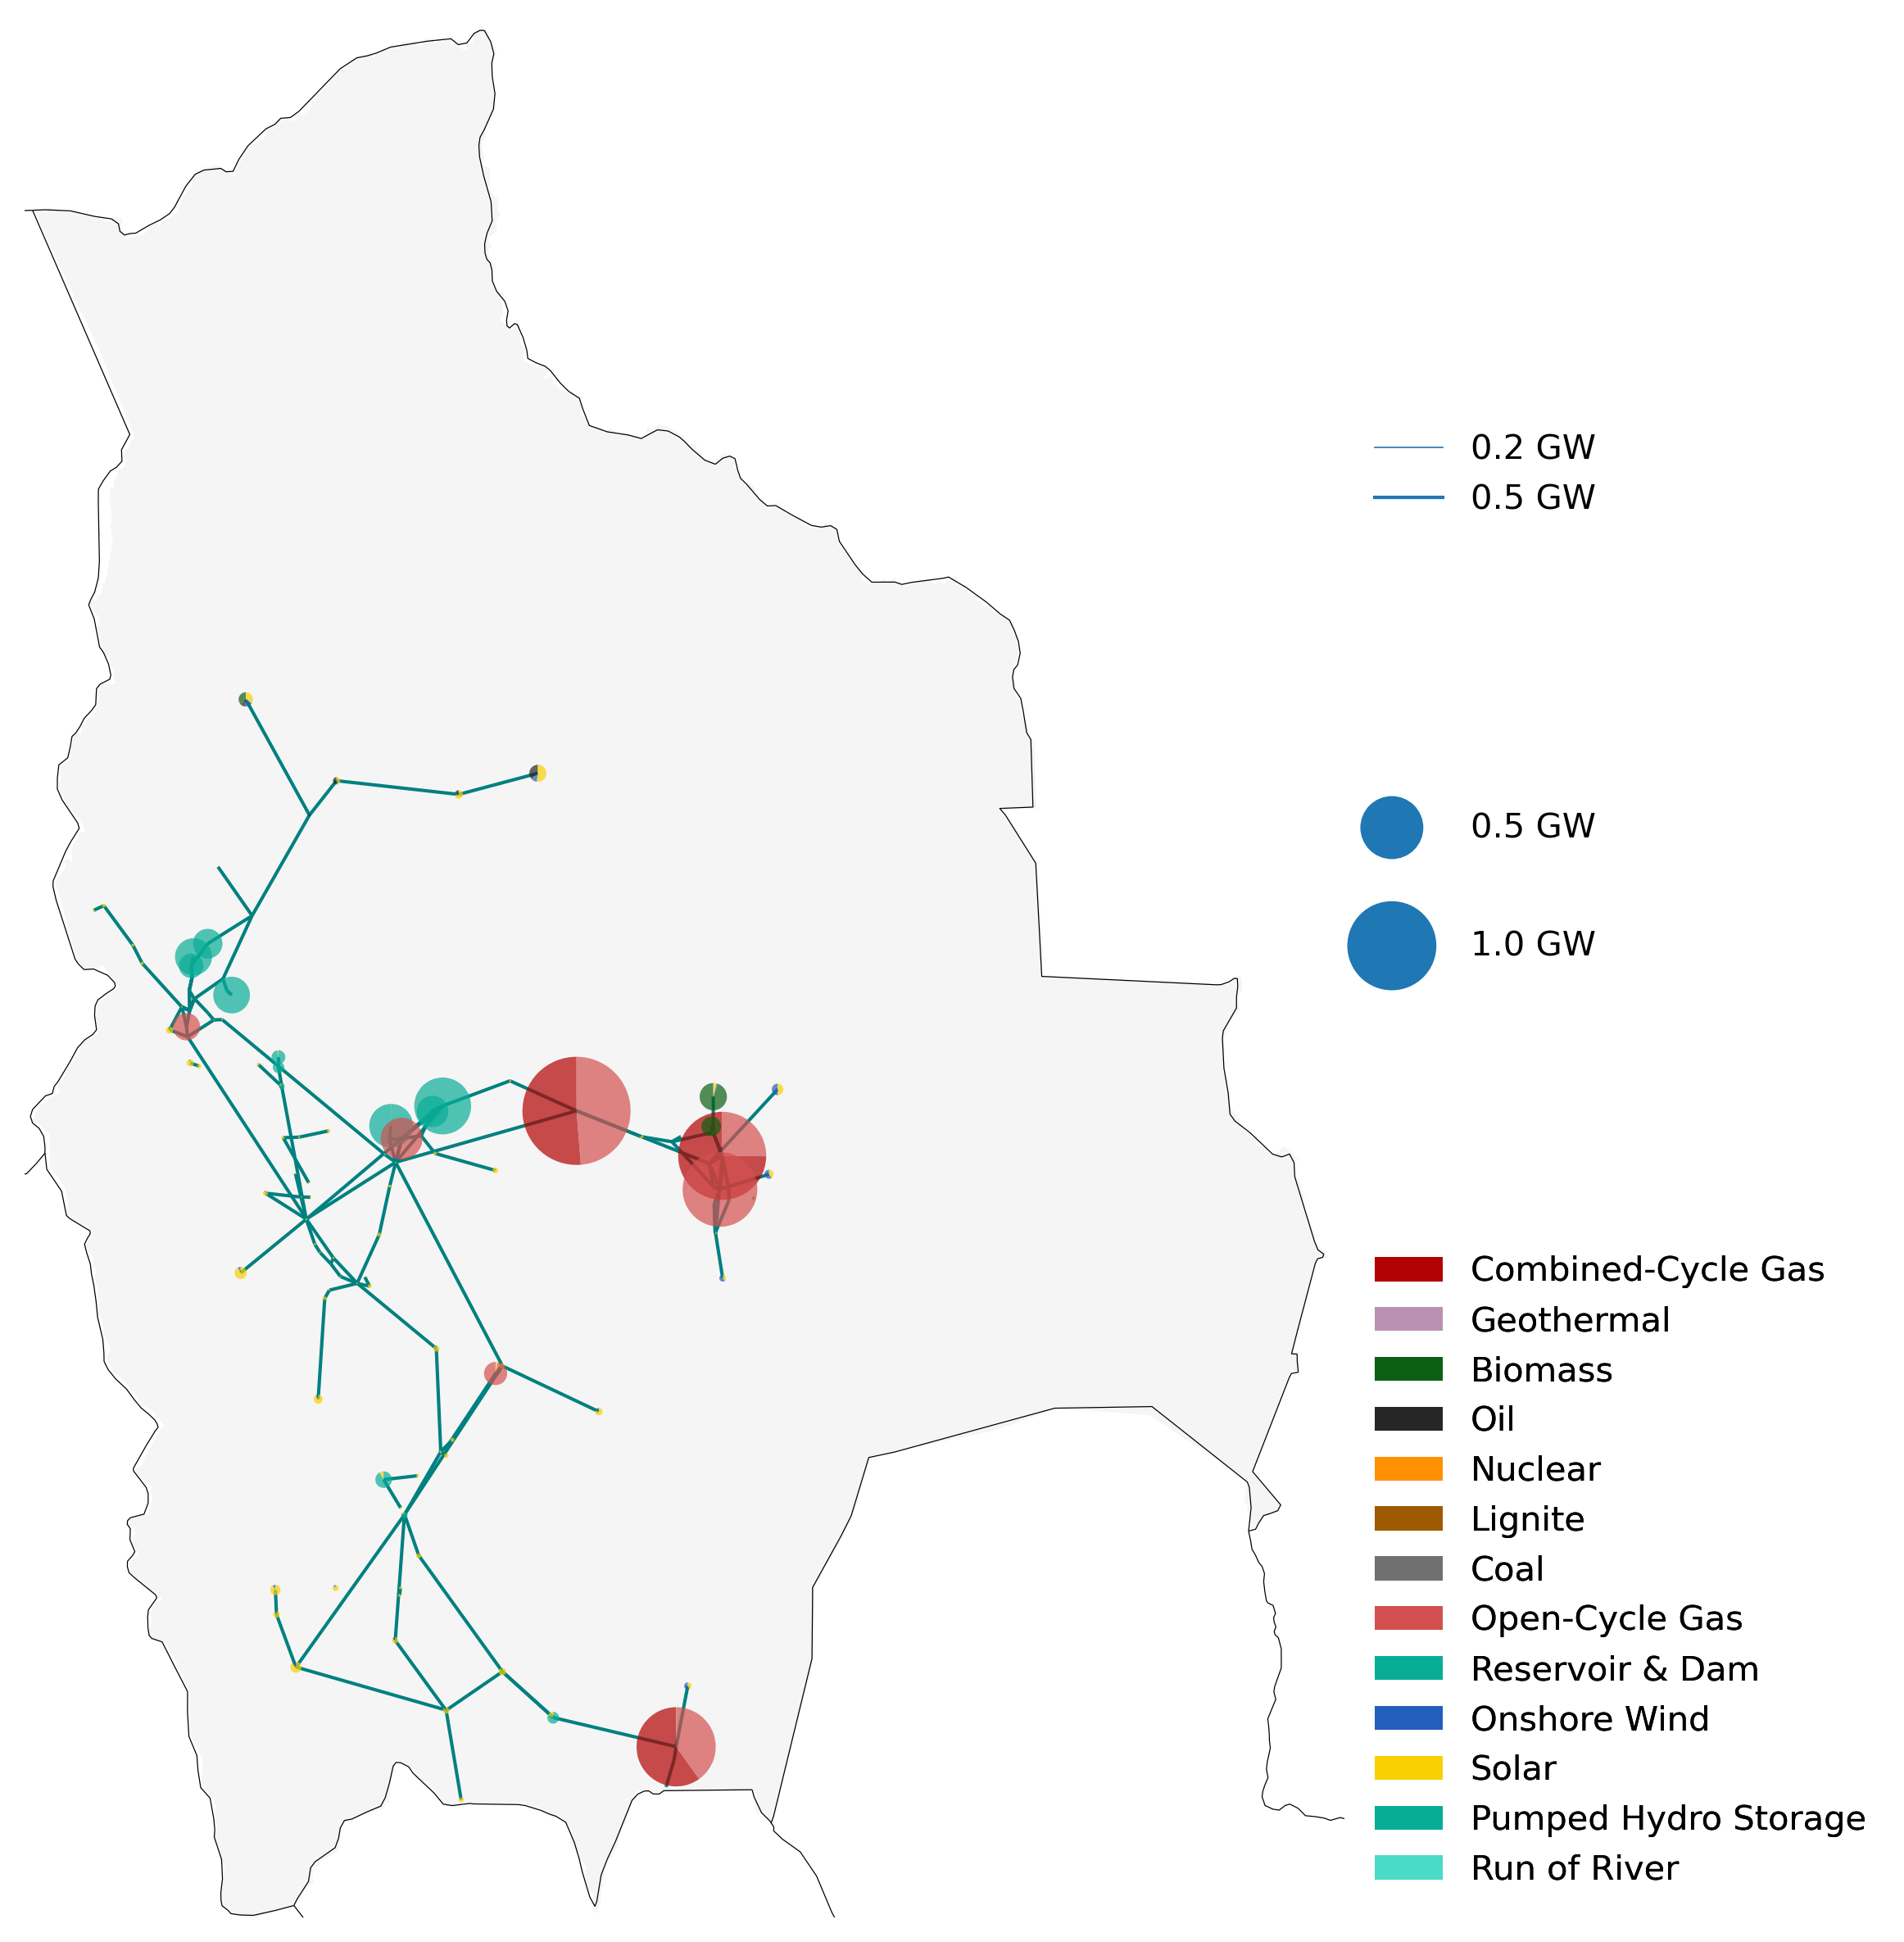 0.2 GW
0.5 GW
0.5 GW
1.0 GW
Combined-Cycle Gas
Geothermal
Biomass
Oil
Nuclear
Lignite
Coal
Open-Cycle Gas
Reservoir & Dam
Onshore Wind
Solar
Pumped Hydro Storage
Run of River